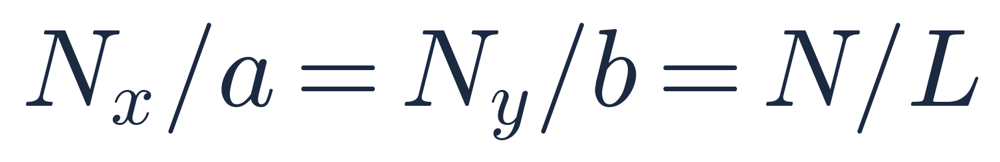 $N_x/a = N_y/b = N/L$